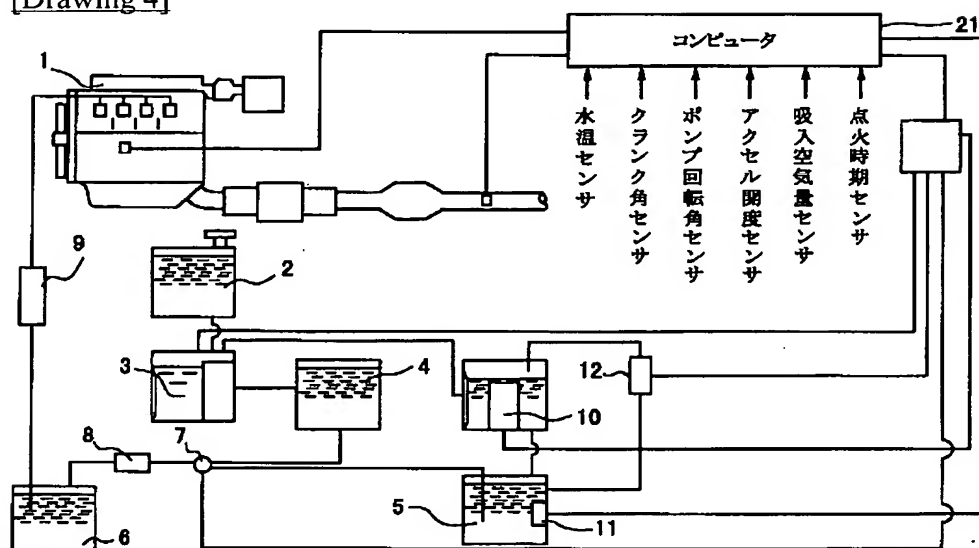 [Drawing 4]
コンピュータ
21
1
水温センサ
クランク角センサ
ポンプ回転角センサ
アクセル開度センサ
吸入空気量センサ
点火時期センサ
9
2
3
4
12
10
8
7
5
11
6